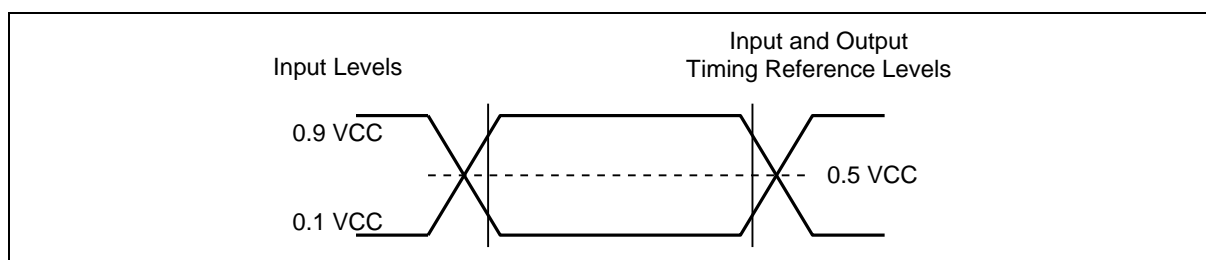 Input Levels
Input and Output
Timing Reference Levels
0.9 VCC
0.5 VCC
0.1 VCC